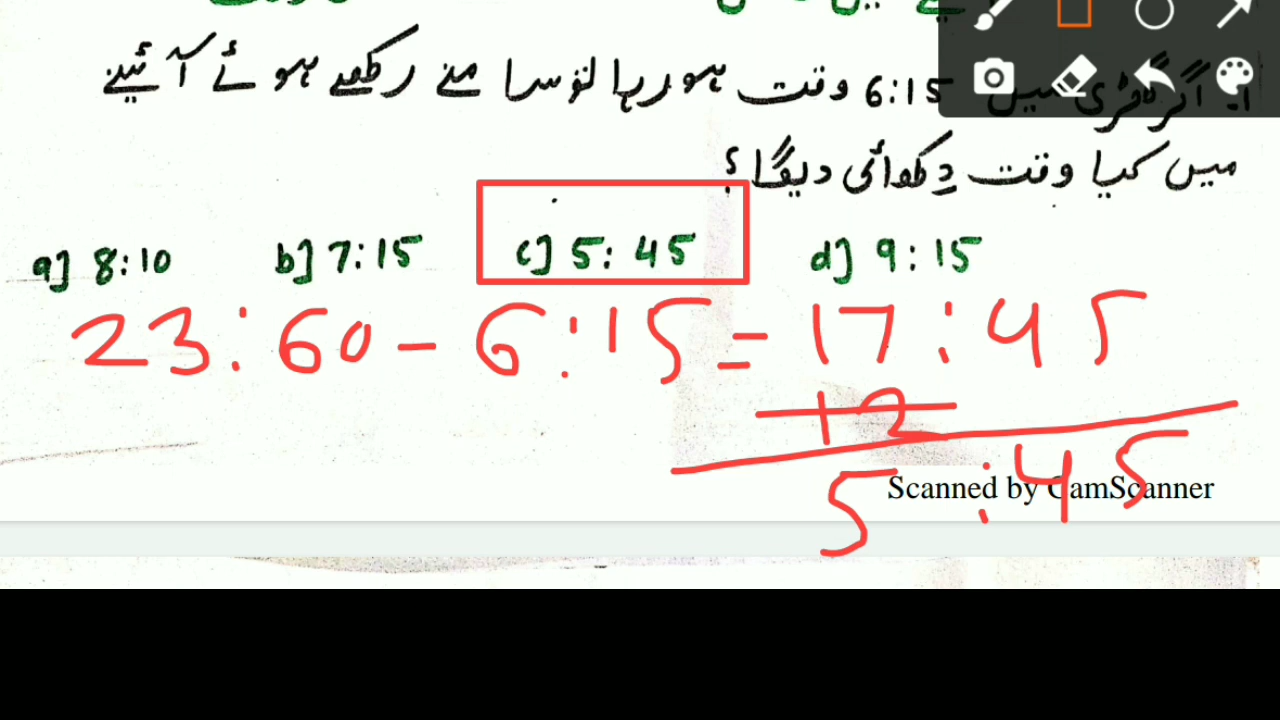 ا۔ اگر گھڑی میں 6:15 وقت ہو رہا تو سامنے رکھے ہوئے آئینے
میں کیا وقت دکھائی دیگا؟
a] 8:10 b] 7:15 c] 5:45 d] 9:15
23:60 - 6:15 = 17:45
12
5:45
Scanned by CamScanner